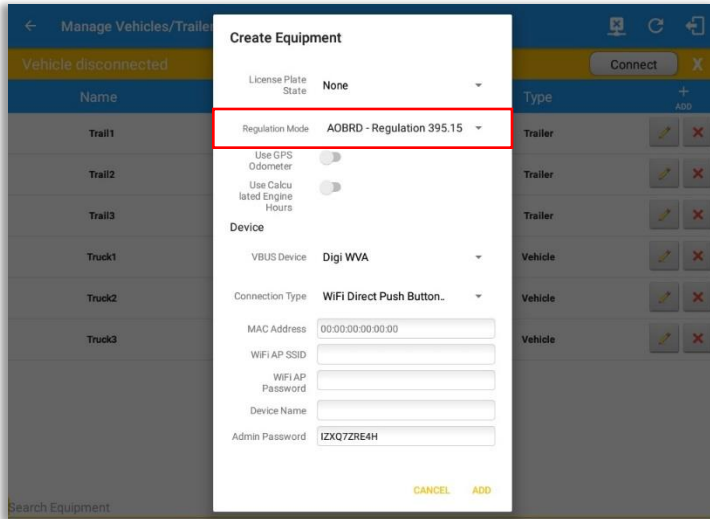 Manage Vehicles/Trailer
Vehicle disconnected
Connect
X
Name
Type
+
ADD
Trail1
Trailer
Trail2
Trailer
Trail3
Trailer
Truck1
Vehicle
Truck2
Vehicle
Truck3
Vehicle
Search Equipment
Create Equipment
License Plate
State
None
Regulation Mode
AOBRD - Regulation 395.15
Use GPS
Odometer
Use Calcu
lated Engine
Hours
Device
VBUS Device
Digi WVA
Connection Type
WiFi Direct Push Button..
MAC Address
00:00:00:00:00:00
WiFi AP SSID
WiFi AP
Password
Device Name
Admin Password
IZXQ7ZRE4H
CANCEL
ADD